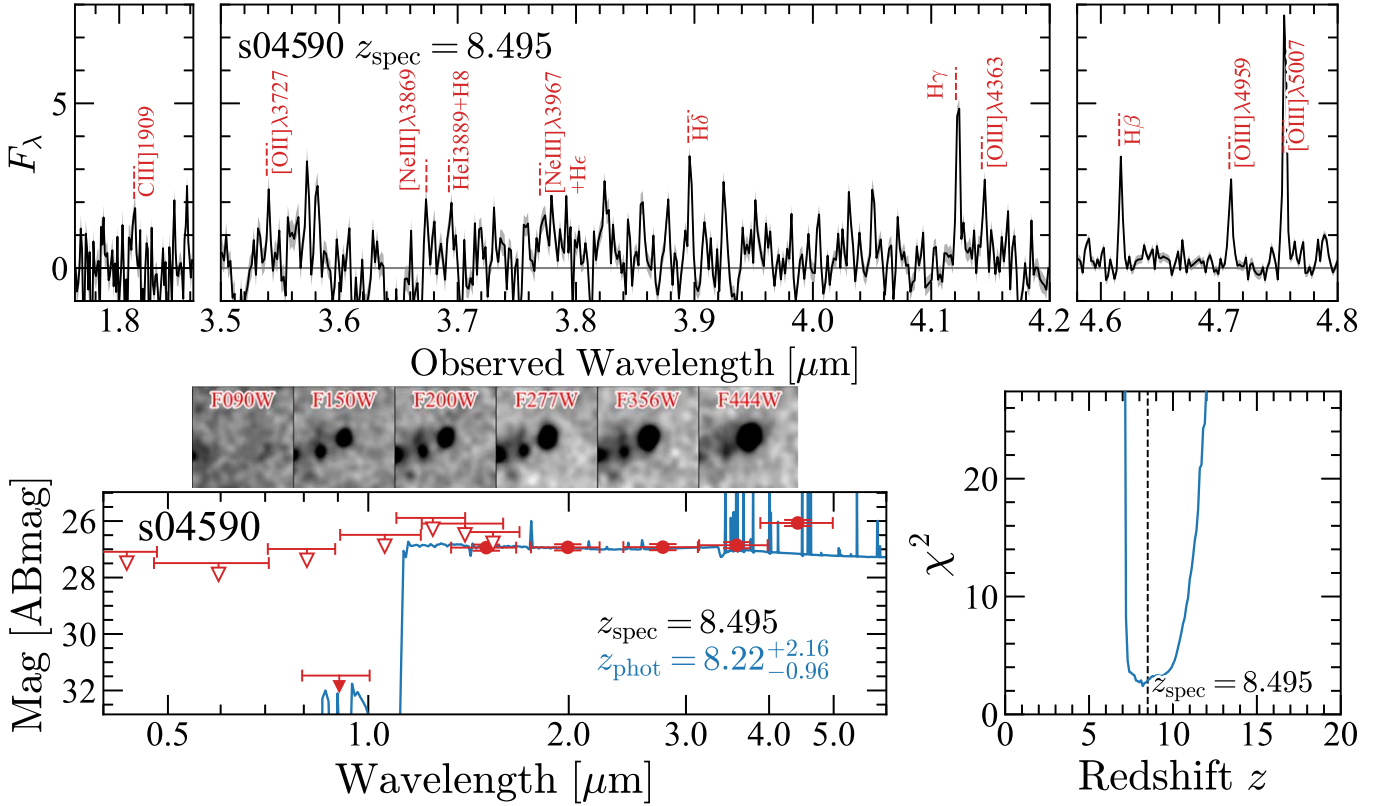 s04590 z_spec = 8.495
F_λ
CIII]1909
[OII]λ3727
[NeIII]λ3869
HeI3889+H8
[NeIII]λ3967
+Hϵ
Hδ
Hγ
[OIII]λ4363
Hβ
[OIII]λ4959
[OIII]λ5007
5
0
1.8 3.5 3.6 3.7 3.8 3.9 4.0 4.1 4.2 4.6 4.7 4.8
Observed Wavelength [μm]
F090W F150W F200W F277W F356W F444W
Mag [ABmag]
26
28
30
32
s04590
z_spec = 8.495
z_phot = 8.22^{+2.16}_{−0.96}
0.5 1.0 2.0 3.0 4.0 5.0
Wavelength [μm]
χ²
20
10
0
z_spec = 8.495
0 5 10 15 20
Redshift z